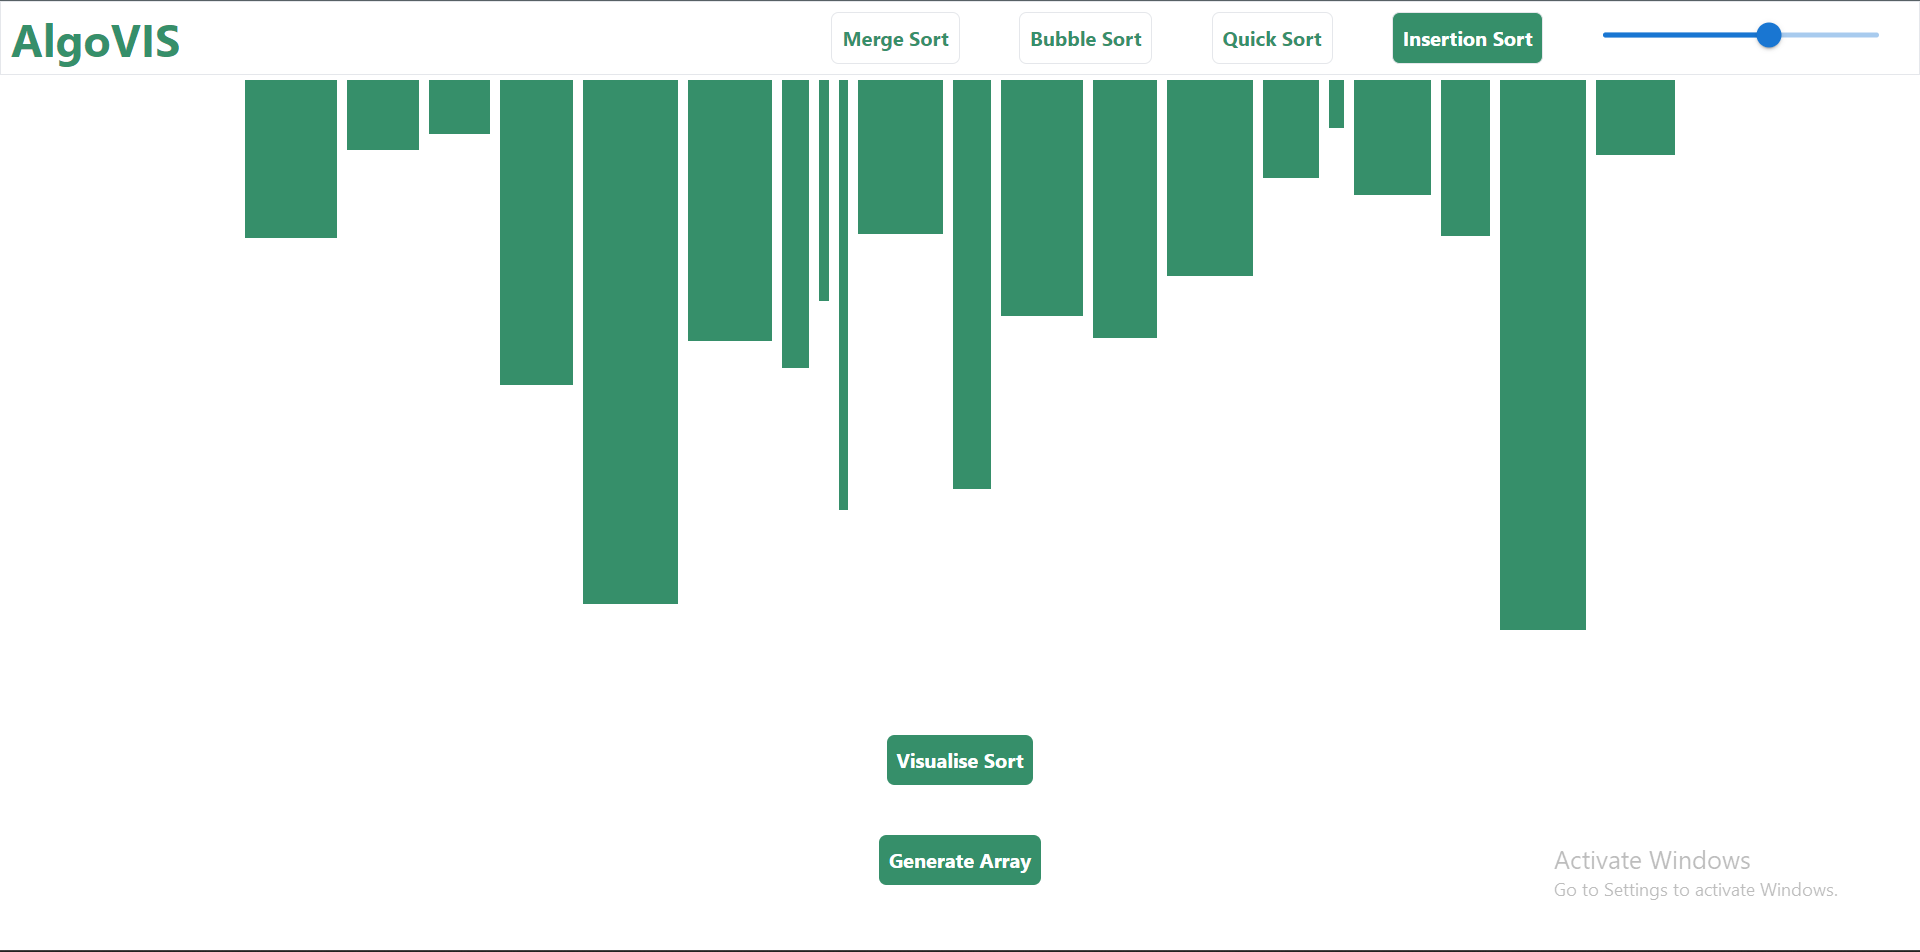 AlgoVIS
Merge Sort
Bubble Sort
Quick Sort
Insertion Sort
Visualise Sort
Generate Array
Activate Windows
Go to Settings to activate Windows.